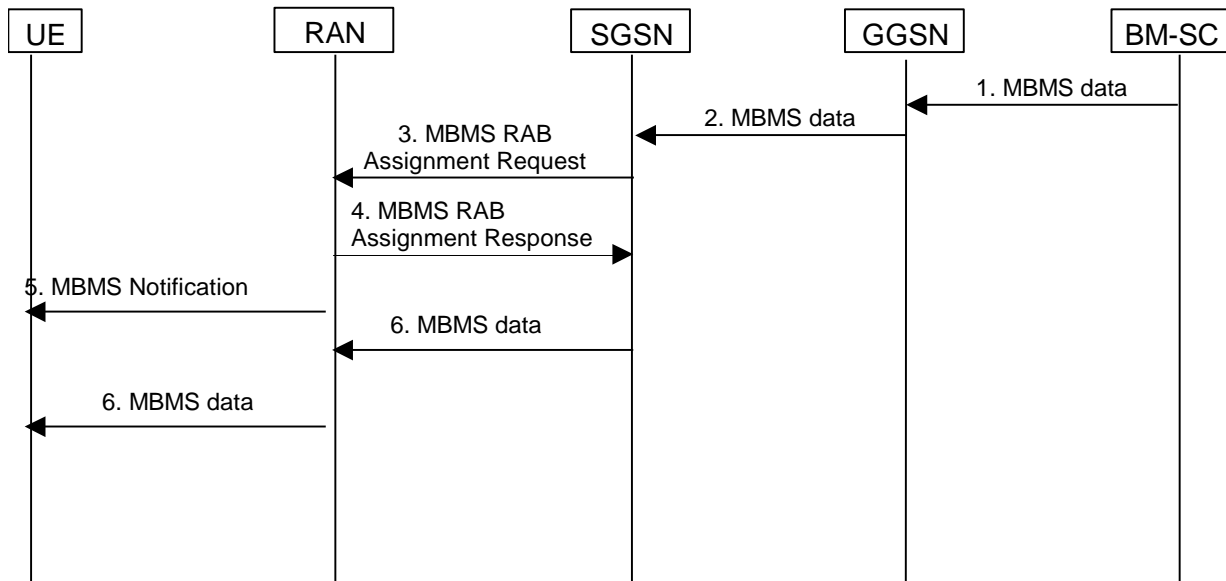 UE
RAN
SGSN
GGSN
BM-SC
1. MBMS data
2. MBMS data
3. MBMS RAB
Assignment Request
4. MBMS RAB
Assignment Response
5. MBMS Notification
6. MBMS data
6. MBMS data